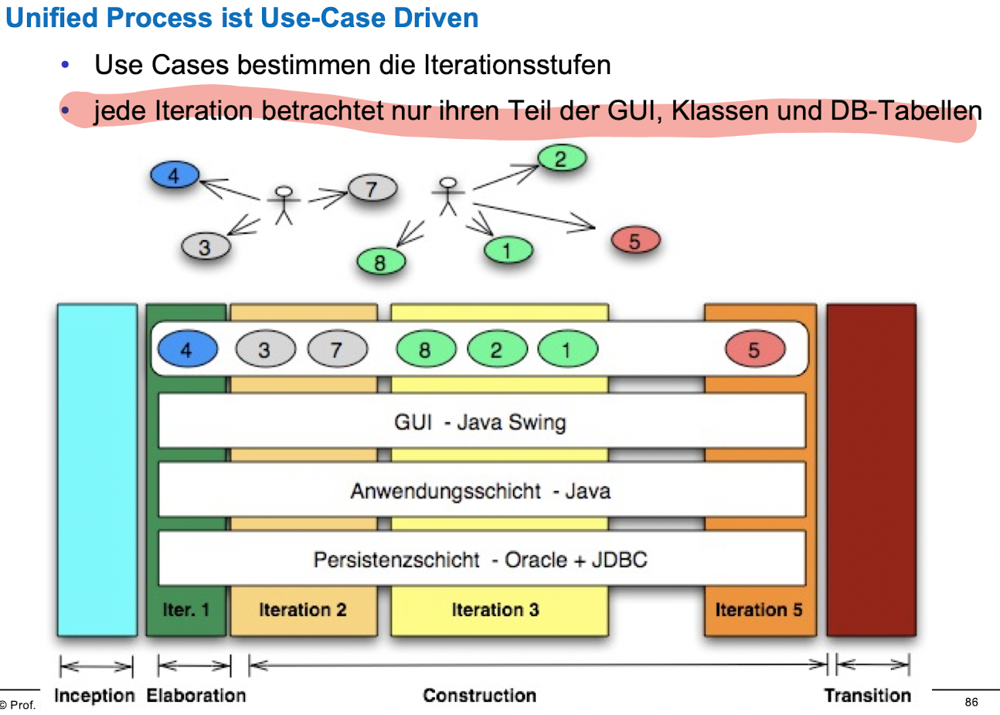 Unified Process ist Use-Case Driven
• Use Cases bestimmen die Iterationsstufen
• jede Iteration betrachtet nur ihren Teil der GUI, Klassen und DB-Tabellen
4
7
2
3
8
1
5
4 3 7 8 2 1 5
GUI - Java Swing
Anwendungsschicht - Java
Persistenzschicht - Oracle + JDBC
Iter. 1 Iteration 2 Iteration 3 Iteration 5
Inception Elaboration Construction Transition
© Prof.
86